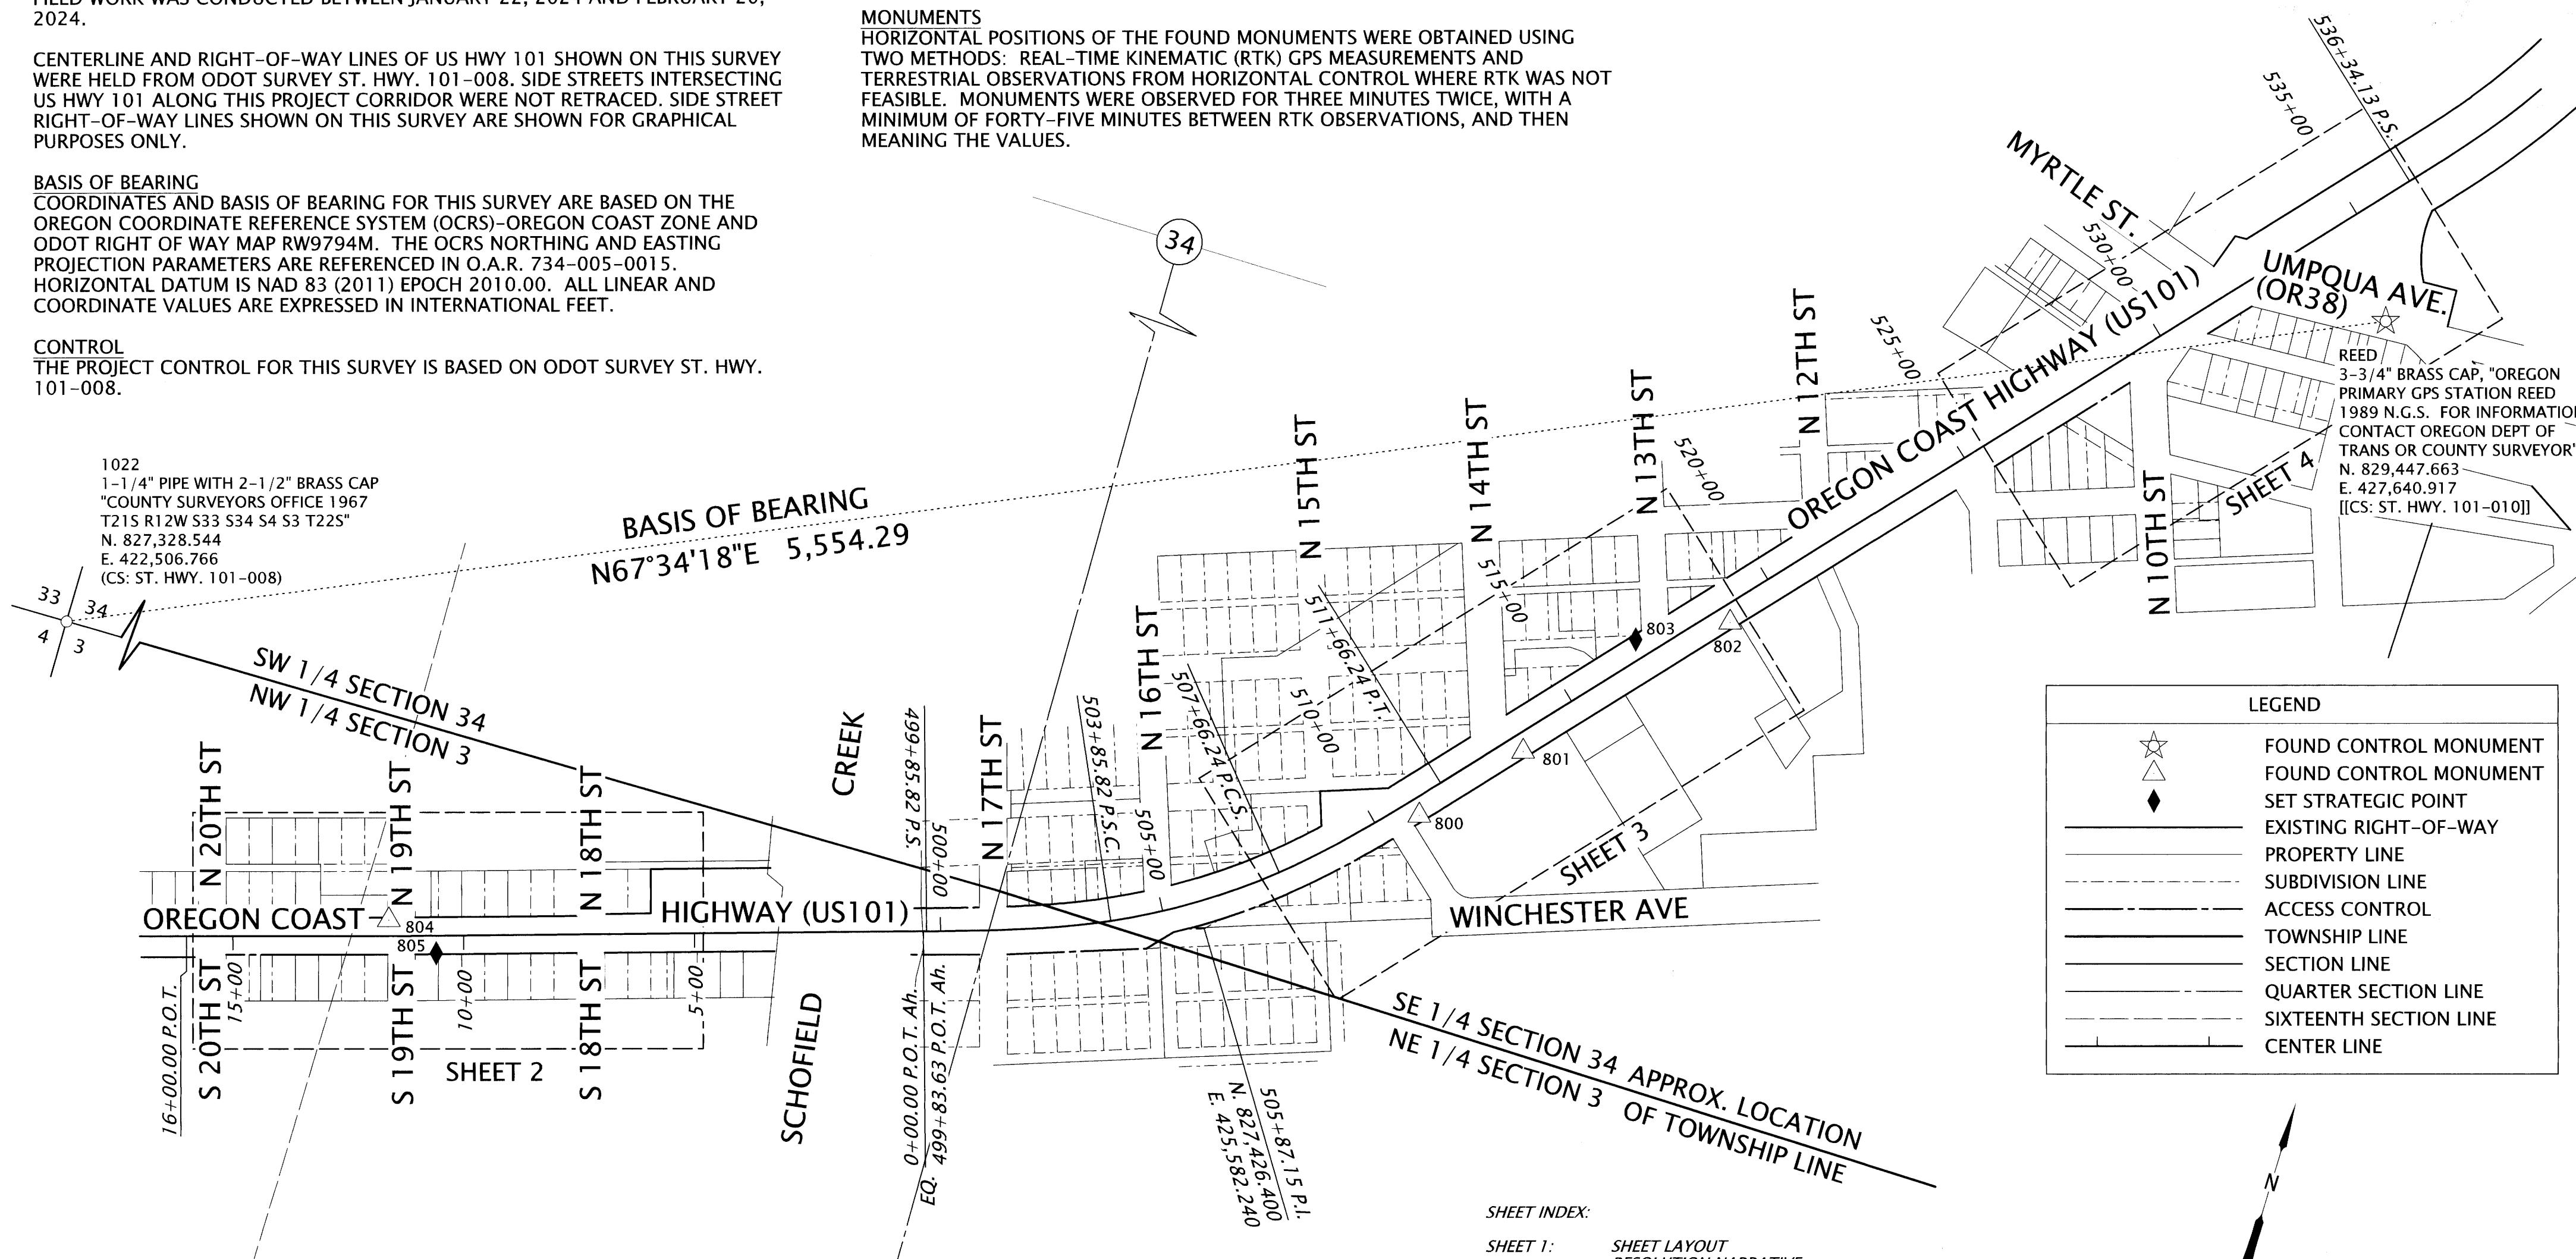 FIELD WORK WAS CONDUCTED BETWEEN JANUARY 22, 2024 AND FEBRUARY 20,
2024.
CENTERLINE AND RIGHT-OF-WAY LINES OF US HWY 101 SHOWN ON THIS SURVEY
WERE HELD FROM ODOT SURVEY ST. HWY. 101-008. SIDE STREETS INTERSECTING
US HWY 101 ALONG THIS PROJECT CORRIDOR WERE NOT RETRACED. SIDE STREET
RIGHT-OF-WAY LINES SHOWN ON THIS SURVEY ARE SHOWN FOR GRAPHICAL
PURPOSES ONLY.
BASIS OF BEARING
COORDINATES AND BASIS OF BEARING FOR THIS SURVEY ARE BASED ON THE
OREGON COORDINATE REFERENCE SYSTEM (OCRS)-OREGON COAST ZONE AND
ODOT RIGHT OF WAY MAP RW9794M. THE OCRS NORTHING AND EASTING
PROJECTION PARAMETERS ARE REFERENCED IN O.A.R. 734-005-0015.
HORIZONTAL DATUM IS NAD 83 (2011) EPOCH 2010.00. ALL LINEAR AND
COORDINATE VALUES ARE EXPRESSED IN INTERNATIONAL FEET.
CONTROL
THE PROJECT CONTROL FOR THIS SURVEY IS BASED ON ODOT SURVEY ST. HWY.
101-008.
MONUMENTS
HORIZONTAL POSITIONS OF THE FOUND MONUMENTS WERE OBTAINED USING
TWO METHODS: REAL-TIME KINEMATIC (RTK) GPS MEASUREMENTS AND
TERRESTRIAL OBSERVATIONS FROM HORIZONTAL CONTROL WHERE RTK WAS NOT
FEASIBLE. MONUMENTS WERE OBSERVED FOR THREE MINUTES TWICE, WITH A
MINIMUM OF FORTY-FIVE MINUTES BETWEEN RTK OBSERVATIONS, AND THEN
MEANING THE VALUES.
536+34.13 P.S.
535+00
MYRTLE ST.
530+00
34
UMPQUA AVE.
(OR38)
525+00
REED
3-3/4" BRASS CAP, "OREGON
PRIMARY GPS STATION REED
1989 N.G.S. FOR INFORMATION
CONTACT OREGON DEPT OF
TRANS OR COUNTY SURVEYOR"
N. 829,447.663
E. 427,640.917
[[CS: ST. HWY. 101-010]]
SHEET 4
OREGON COAST HIGHWAY (US101)
N 10TH ST
N 12TH ST
N 13TH ST
520+00
N 14TH ST
515+00
N 15TH ST
511+66.24 P.T.
510+00
N 16TH ST
507+66.24 P.C.S.
1022
1-1/4" PIPE WITH 2-1/2" BRASS CAP
"COUNTY SURVEYORS OFFICE 1967
T21S R12W S33 S34 S4 S3 T22S"
N. 827,328.544
E. 422,506.766
(CS: ST. HWY. 101-008)
BASIS OF BEARING
N67°34'18"E 5,554.29
33
34
4
3
SW 1/4 SECTION 34
NW 1/4 SECTION 3
803
802
801
800
SHEET 3
WINCHESTER AVE
503+85.82 P.S.C.
505+00
N 17TH ST
499+85.82 P.S.
500+00
CREEK
SCHOFIELD
N 20TH ST
N 19TH ST
N 18TH ST
OREGON COAST
HIGHWAY (US101)
804
805
16+00.00 P.O.T.
S 20TH ST
15+00
S 19TH ST
10+00
S 18TH ST
5+00
SHEET 2
0+00.00 P.O.T. Ah.
EQ. 499+83.63 P.O.T. Ah.
505+87.15 P.I.
N. 827,426.400
E. 425,582.240
SE 1/4 SECTION 34 APPROX. LOCATION
NE 1/4 SECTION 3 OF TOWNSHIP LINE
LEGEND
FOUND CONTROL MONUMENT
FOUND CONTROL MONUMENT
SET STRATEGIC POINT
EXISTING RIGHT-OF-WAY
PROPERTY LINE
SUBDIVISION LINE
ACCESS CONTROL
TOWNSHIP LINE
SECTION LINE
QUARTER SECTION LINE
SIXTEENTH SECTION LINE
CENTER LINE
N
SHEET INDEX:
SHEET 1: SHEET LAYOUT